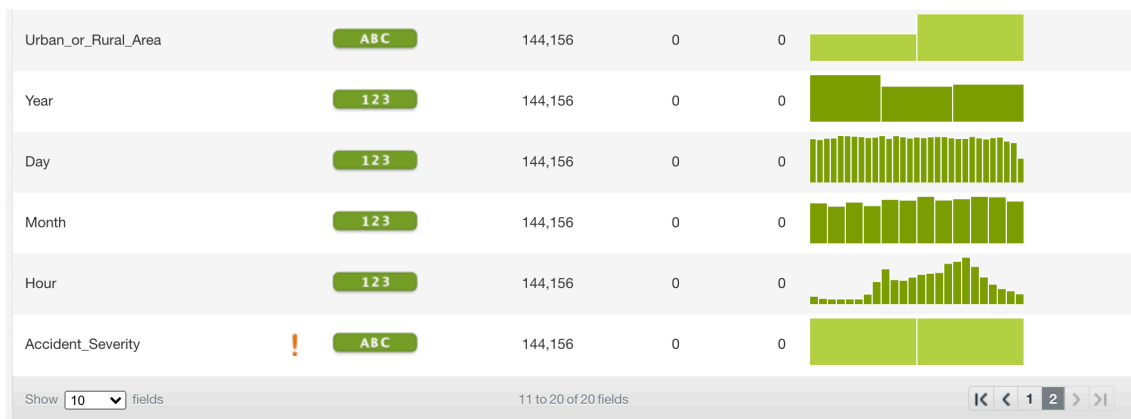 Urban_or_Rural_Area ABC 144,156 0 0
Year 123 144,156 0 0
Day 123 144,156 0 0
Month 123 144,156 0 0
Hour 123 144,156 0 0
Accident_Severity ! ABC 144,156 0 0
Show 10 fields 11 to 20 of 20 fields 1 2